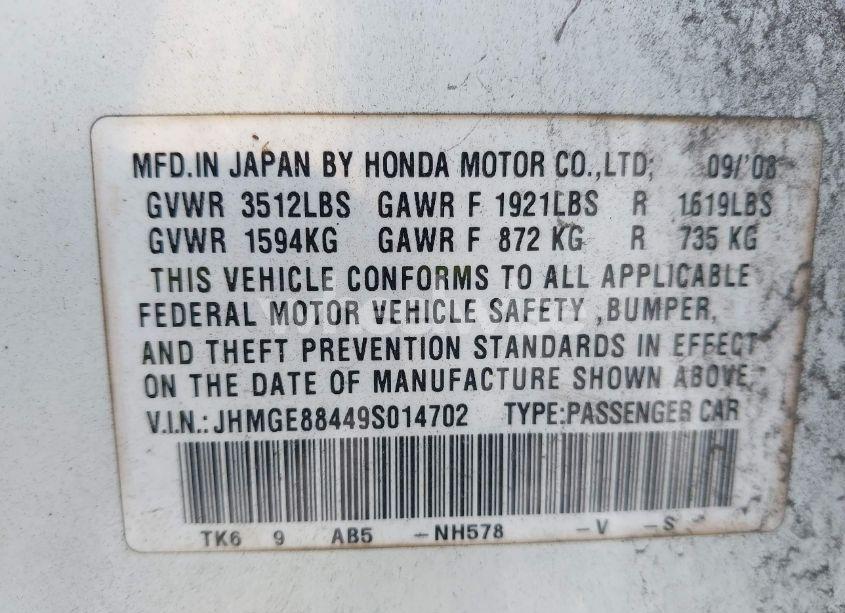 MFD.IN JAPAN BY HONDA MOTOR CO.,LTD; 09/'08
GVWR 3512LBS GAWR F 1921LBS R 1619LBS
GVWR 1594KG GAWR F 872 KG R 735 KG
THIS VEHICLE CONFORMS TO ALL APPLICABLE
FEDERAL MOTOR VEHICLE SAFETY ,BUMPER,
AND THEFT PREVENTION STANDARDS IN EFFECT
ON THE DATE OF MANUFACTURE SHOWN ABOVE.
V.I.N.: JHMGE88449S014702 TYPE:PASSENGER CAR
TK6 9 AB5 -NH578 -V -S